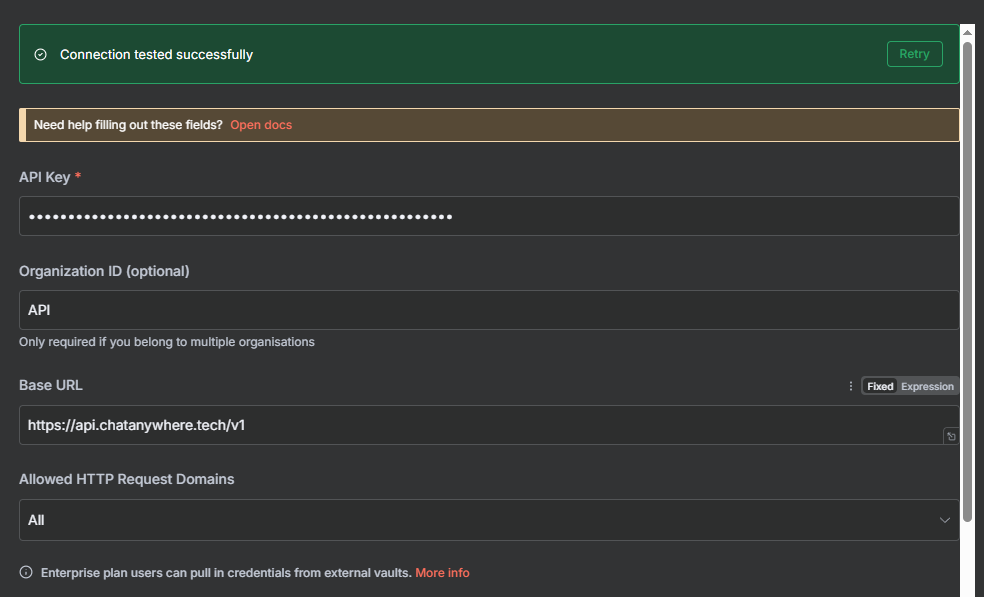 Connection tested successfully
Retry
Need help filling out these fields? Open docs
API Key *
Organization ID (optional)
API
Only required if you belong to multiple organisations
Base URL
Fixed Expression
https://api.chatanywhere.tech/v1
Allowed HTTP Request Domains
All
Enterprise plan users can pull in credentials from external vaults. More info